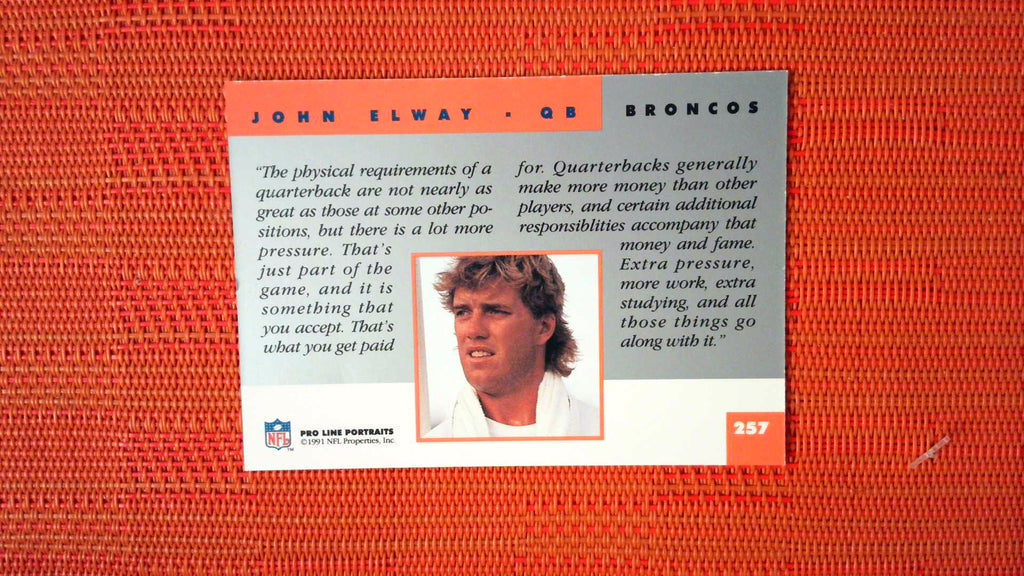 JOHN ELWAY · QB
BRONCOS
“The physical requirements of a
quarterback are not nearly as
great as those at some other po-
sitions, but there is a lot more
pressure. That's
just part of the
game, and it is
something that
you accept. That's
what you get paid
for. Quarterbacks generally
make more money than other
players, and certain additional
responsiblities accompany that
money and fame.
Extra pressure,
more work, extra
studying, and all
those things go
along with it.”
NFL
TM
PRO LINE PORTRAITS
©1991 NFL Properties, Inc.
257